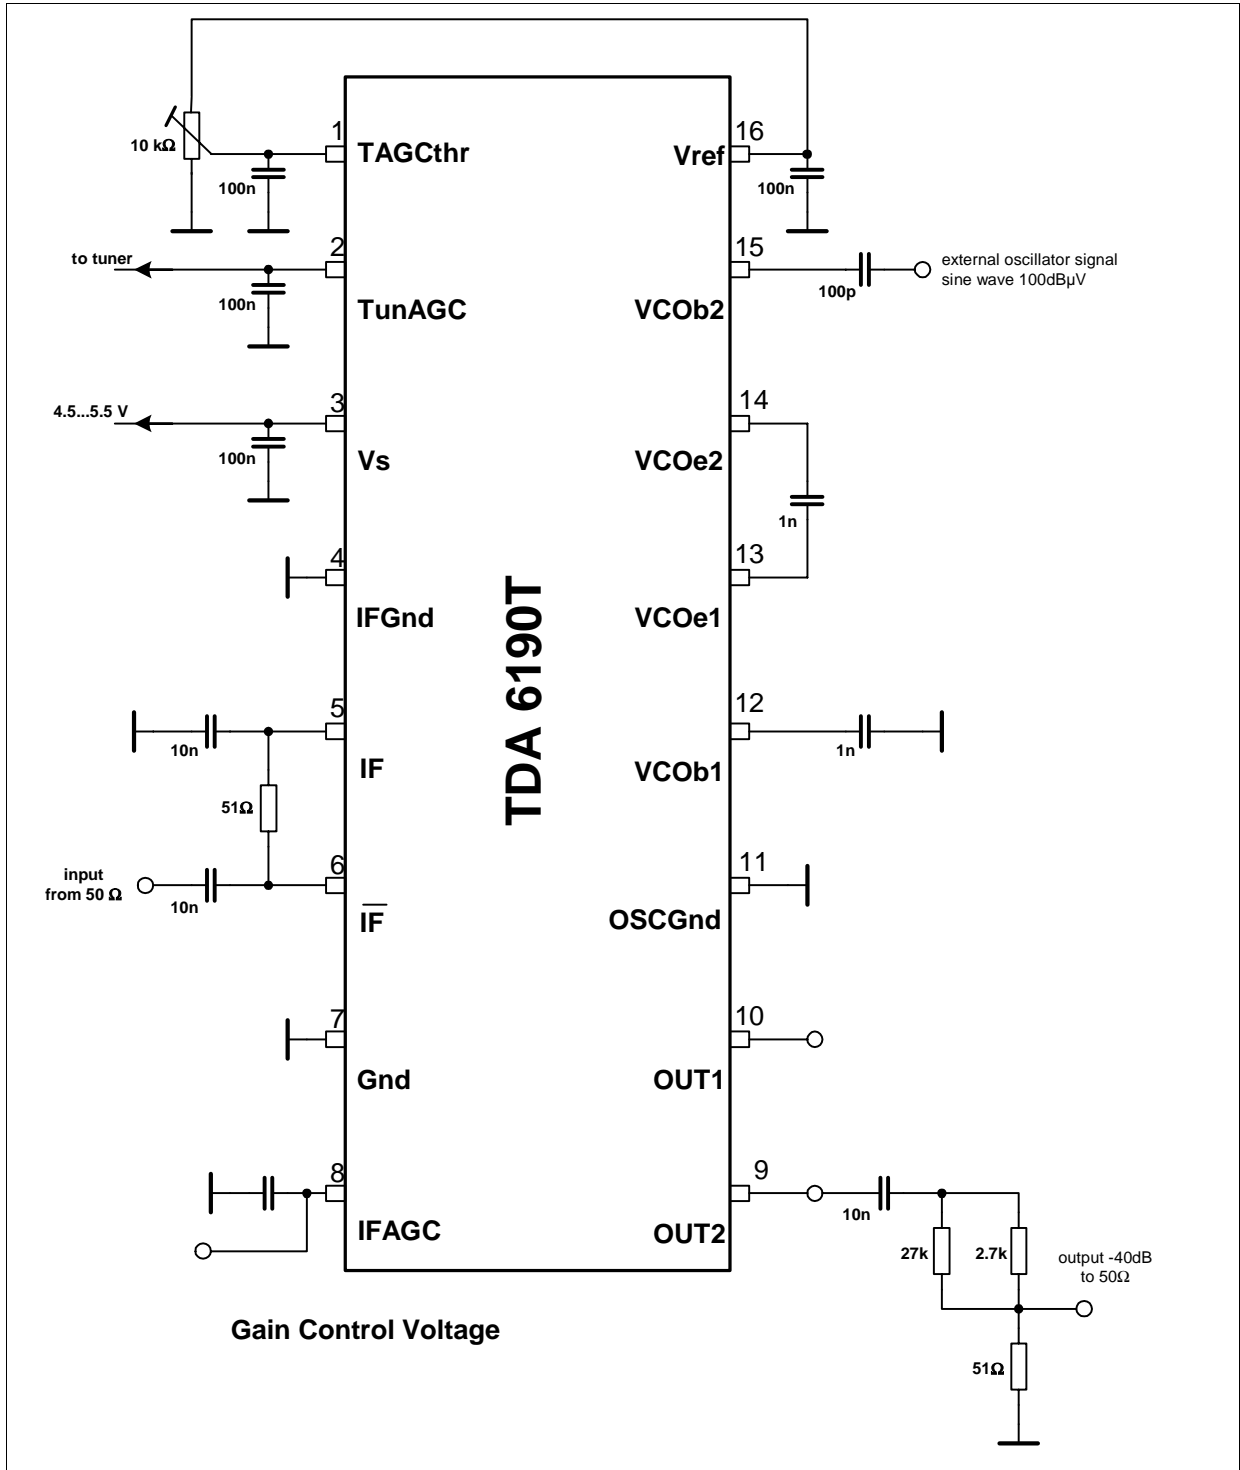 10 kΩ
1
TAGCthr
100n
16
Vref
100n
to tuner
2
TunAGC
100n
15
VCOb2
100p
external oscillator signal
sine wave 100dBµV
4.5...5.5 V
3
Vs
100n
14
VCOe2
1n
4
IFGnd
13
VCOe1
TDA 6190T
5
IF
10n
51Ω
12
VCOb1
1n
input
from 50 Ω
10n
6
IF
11
OSCGnd
7
Gnd
10
OUT1
8
IFAGC
9
OUT2
10n
27k
2.7k
output -40dB
to 50Ω
51Ω
Gain Control Voltage